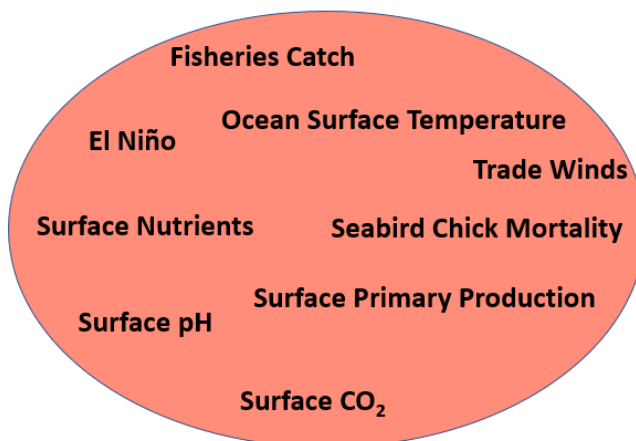 Fisheries Catch
Ocean Surface Temperature
El Niño
Trade Winds
Surface Nutrients
Seabird Chick Mortality
Surface Primary Production
Surface pH
Surface CO₂